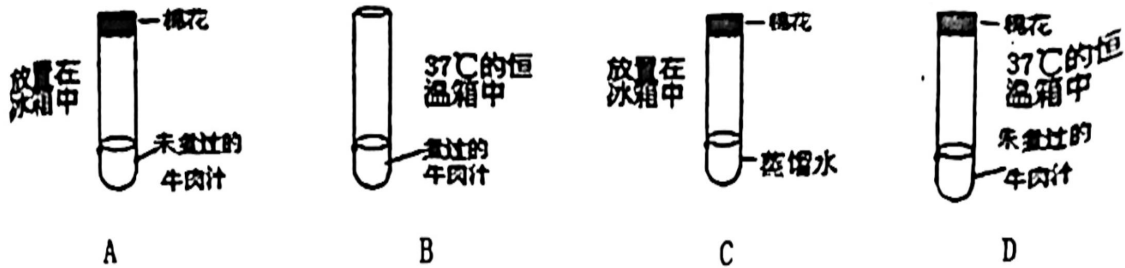 棉花
放置在
冰箱中
未煮过的
牛肉汁
A
37℃的恒
温箱中
煮过的
牛肉汁
B
棉花
放置在
冰箱中
蒸馏水
C
棉花
37℃的恒
温箱中
未煮过的
牛肉汁
D